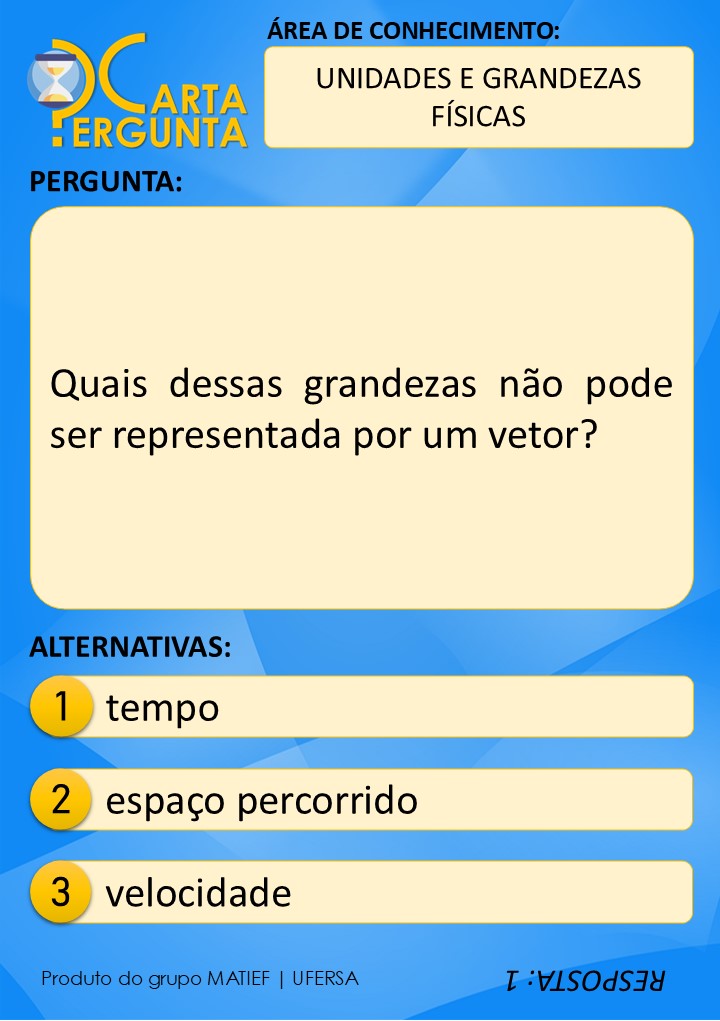 CARTA
PERGUNTA
ÁREA DE CONHECIMENTO:
UNIDADES E GRANDEZAS
FÍSICAS
PERGUNTA:
Quais dessas grandezas não pode
ser representada por um vetor?
ALTERNATIVAS:
1 tempo
2 espaço percorrido
3 velocidade
Produto do grupo MATIEF | UFERSA
RESPOSTA: 1